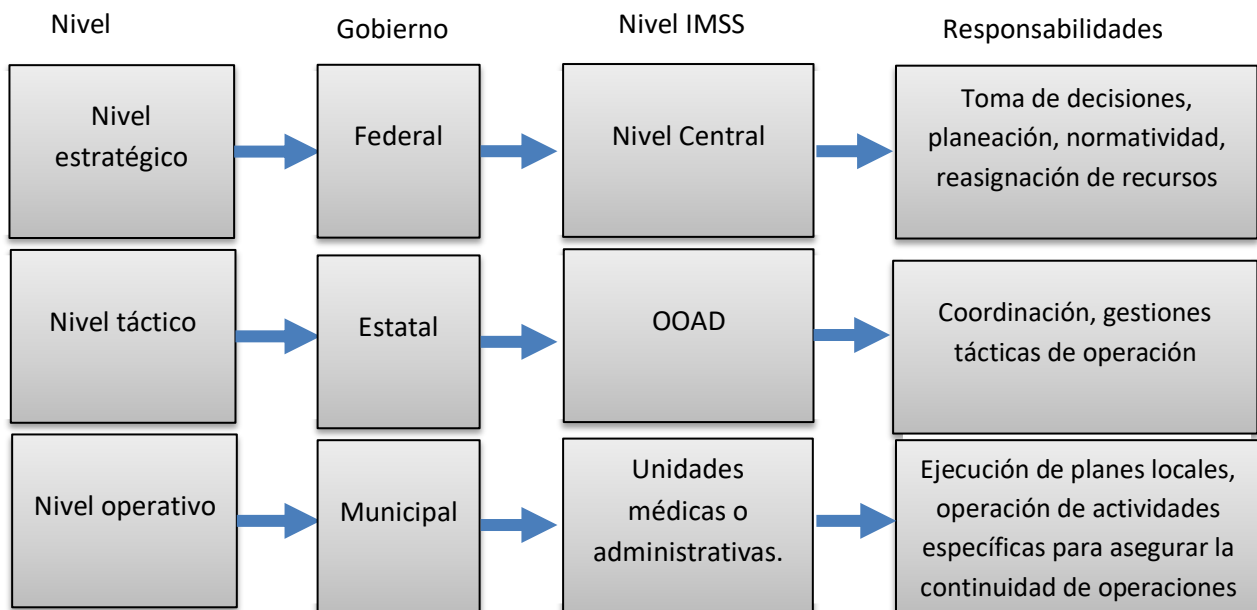 Nivel
Gobierno
Nivel IMSS
Responsabilidades
Nivel
estratégico
Federal
Nivel Central
Toma de decisiones,
planeación, normatividad,
reasignación de recursos
Nivel táctico
Estatal
OOAD
Coordinación, gestiones
tácticas de operación
Nivel operativo
Municipal
Unidades
médicas o
administrativas.
Ejecución de planes locales,
operación de actividades
específicas para asegurar la
continuidad de operaciones